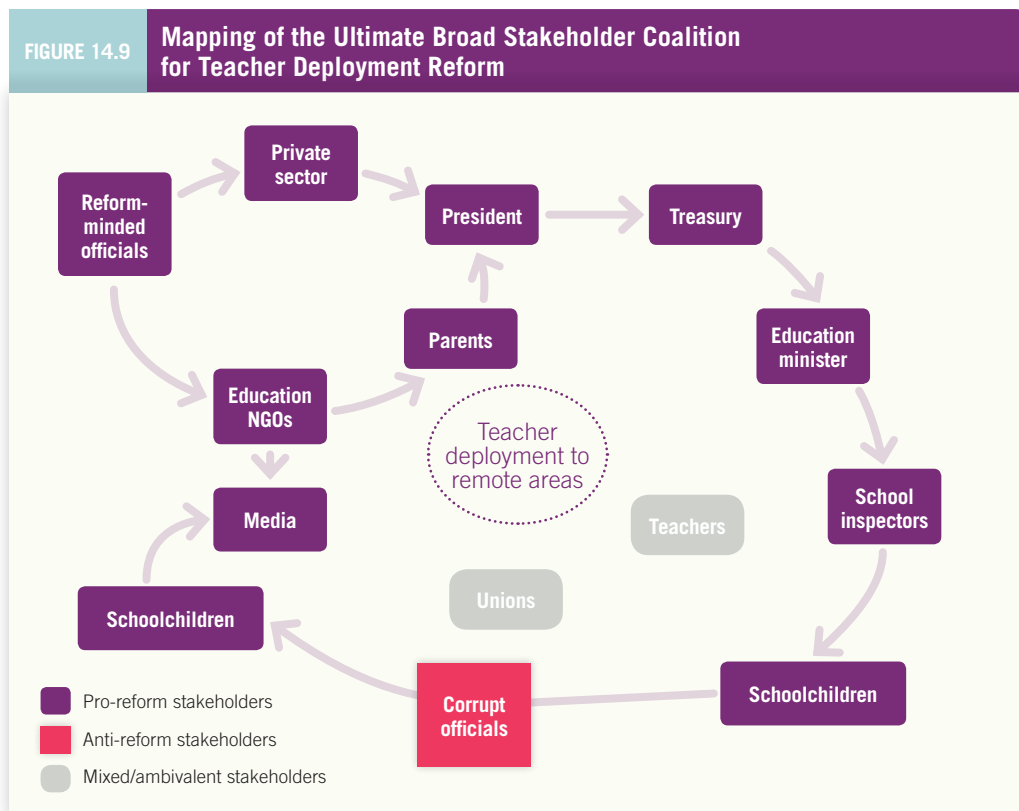 FIGURE 14.9
Mapping of the Ultimate Broad Stakeholder Coalition
for Teacher Deployment Reform
Private
sector
Reform-
minded
officials
President
Treasury
Parents
Education
minister
Education
NGOs
Teacher
deployment to
remote areas
Media
School
inspectors
Teachers
Unions
Schoolchildren
Corrupt
officials
Schoolchildren
Pro-reform stakeholders
Anti-reform stakeholders
Mixed/ambivalent stakeholders